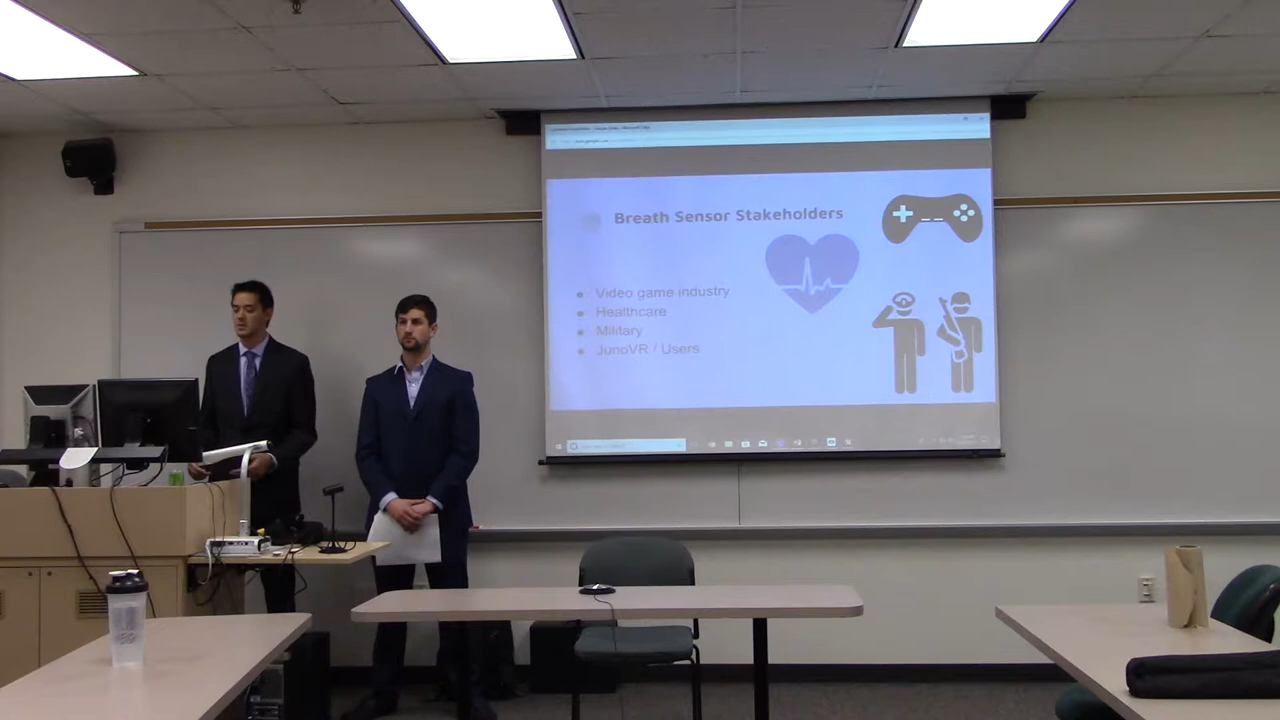 Breath Sensor Stakeholders
Video game industry
Healthcare
Military
JunoVR / Users